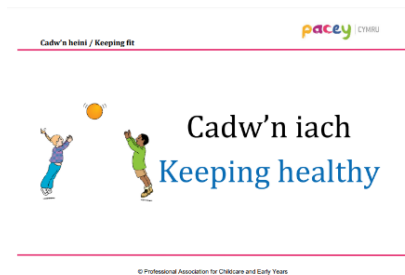 Cadw'n heini / Keeping fit
pacey CYMRU
Cadw'n iach
Keeping healthy
© Professional Association for Childcare and Early Years